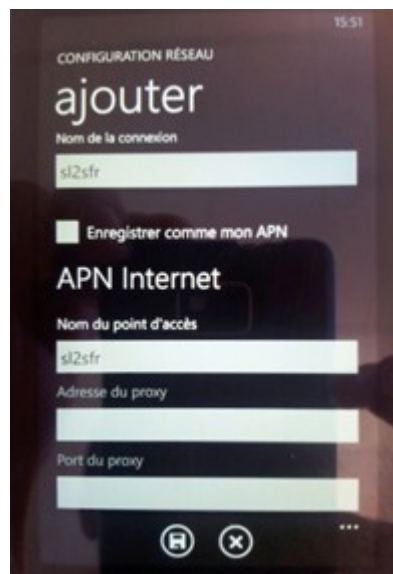 15:51
CONFIGURATION RÉSEAU
ajouter
Nom de la connexion
sl2sfr
Enregistrer comme mon APN
APN Internet
Nom du point d'accès
sl2sfr
Adresse du proxy
Port du proxy
...